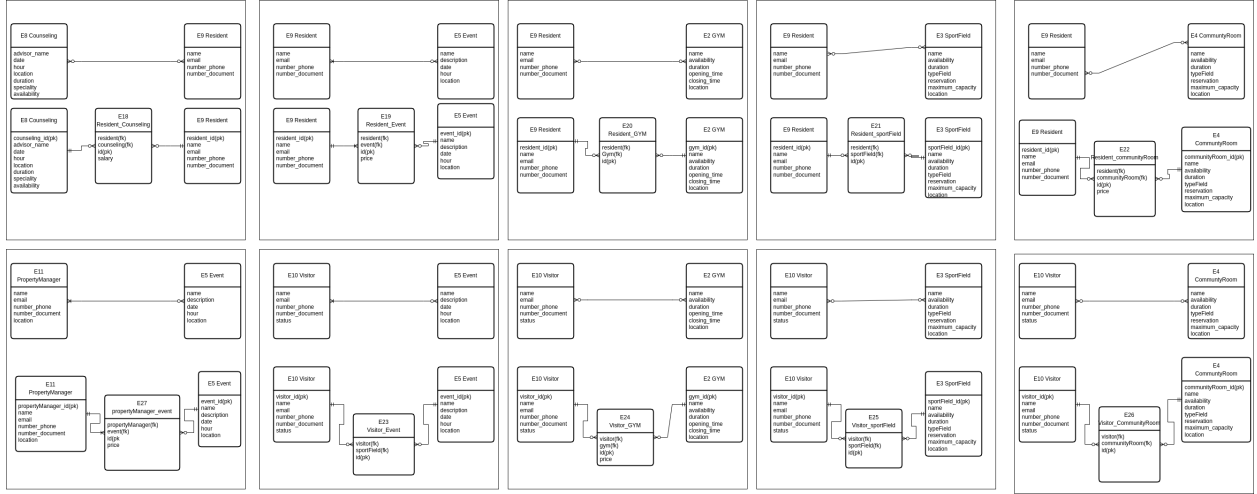 E8 Counseling
advisor_name
date
hour
location
duration
speciality
availability
E9 Resident
name
email
number_phone
number_document
E8 Counseling
counseling_id(pk)
advisor_name
date
hour
location
duration
speciality
availability
E18
Resident_Counseling
resident(fk)
counseling(fk)
id(pk)
salary
E9 Resident
resident_id(pk)
name
email
number_phone
number_document
E9 Resident
name
email
number_phone
number_document
E5 Event
name
description
date
hour
location
E9 Resident
resident_id(pk)
name
email
number_phone
number_document
E19
Resident_Event
resident(fk)
event(fk)
id(pk)
price
E5 Event
event_id(pk)
name
description
date
hour
location
E9 Resident
name
email
number_phone
number_document
E2 GYM
name
availability
duration
opening_time
closing_time
location
E9 Resident
resident_id(pk)
name
email
number_phone
number_document
E20
Resident_GYM
resident(fk)
Gym(fk)
id(pk)
E2 GYM
gym_id(pk)
name
availability
duration
opening_time
closing_time
location
E9 Resident
name
email
number_phone
number_document
E3 SportField
name
availability
duration
typeField
reservation
maximum_capacity
location
E9 Resident
resident_id(pk)
name
email
number_phone
number_document
E21
Resident_sportField
resident(fk)
sportField(fk)
id(pk)
E3 SportField
sportField_id(pk)
name
availability
duration
typeField
reservation
maximum_capacity
location
E9 Resident
name
email
number_phone
number_document
E4 CommuntyRoom
name
availability
duration
typeField
reservation
maximum_capacity
location
E9 Resident
resident_id(pk)
name
email
number_phone
number_document
E22
Resident_communityRoom
resident(fk)
communityRoom(fk)
id(pk)
price
E4
CommuntyRoom
communityRoom_id(pk)
name
availability
duration
typeField
reservation
maximum_capacity
location
E11
PropertyManager
name
email
number_phone
number_document
location
E5 Event
name
description
date
hour
location
E11
PropertyManager
propertyManager_id(pk)
name
email
number_phone
number_document
location
E27
propertyManager_event
propertyManager(fk)
event(fk)
id(pk
price
E5 Event
event_id(pk)
name
description
date
hour
location
E10 Visitor
name
email
number_phone
number_document
status
E5 Event
name
description
date
hour
location
E10 Visitor
visitor_id(pk)
name
email
number_phone
number_document
status
E23
Visitor_Event
visitor(fk)
sportField(fk)
id(pk)
E5 Event
event_id(pk)
name
description
date
hour
location
E10 Visitor
name
email
number_phone
number_document
status
E2 GYM
name
availability
duration
opening_time
closing_time
location
E10 Visitor
visitor_id(pk)
name
email
number_phone
number_document
status
E24
Visitor_GYM
visitor(fk)
gym(fk)
id(pk)
price
E2 GYM
gym_id(pk)
name
availability
duration
opening_time
closing_time
location
E10 Visitor
name
email
number_phone
number_document
status
E3 SportField
name
availability
duration
typeField
reservation
maximum_capacity
location
E10 Visitor
visitor_id(pk)
name
email
number_phone
number_document
status
E25
Visitor_sportField
visitor(fk)
sportField(fk)
id(pk)
E3 SportField
sportField_id(pk)
name
availability
duration
typeField
reservation
maximum_capacity
location
E10 Visitor
name
email
number_phone
number_document
status
E4
CommuntyRoom
name
availability
duration
typeField
reservation
maximum_capacity
location
E10 Visitor
visitor_id(pk)
name
email
number_phone
number_document
status
E26
Visitor_CommunityRoom
visitor(fk)
communityRoom(fk)
id(pk)
E4
CommuntyRoom
communityRoom_id(pk)
name
availability
duration
typeField
reservation
maximum_capacity
location